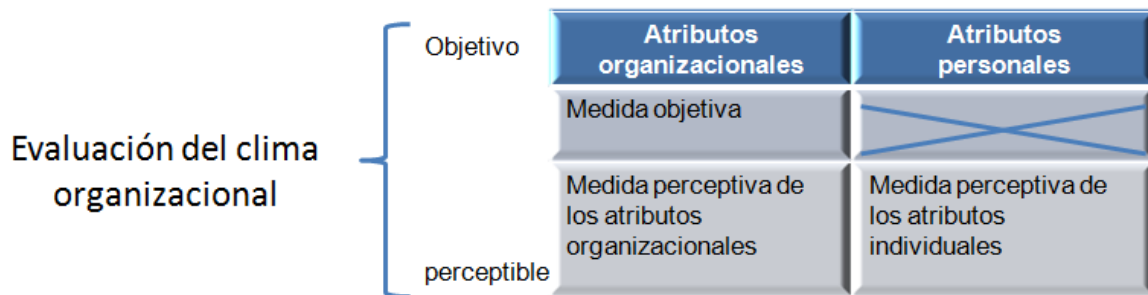 Evaluación del clima
organizacional
Objetivo
perceptible
Atributos
organizacionales
Atributos
personales
Medida objetiva
Medida perceptiva de
los atributos
organizacionales
Medida perceptiva de
los atributos
individuales